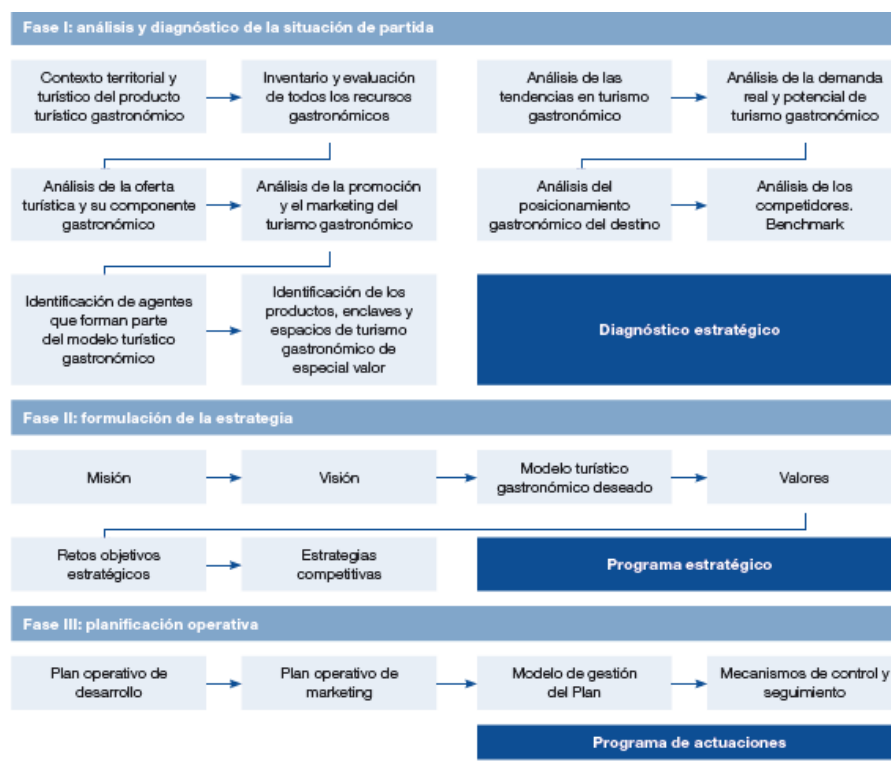 Fase I: análisis y diagnóstico de la situación de partida
Contexto territorial y
turístico del producto
turístico gastronómico
Inventario y evaluación
de todos los recursos
gastronómicos
Análisis de las
tendencias en turismo
gastronómico
Análisis de la demanda
real y potencial de
turismo gastronómico
Análisis de la oferta
turística y su componente
gastronómico
Análisis de la promoción
y el marketing del
turismo gastronómico
Análisis del
posicionamiento
gastronómico del destino
Análisis de los
competidores.
Benchmark
Identificación de agentes
que forman parte
del modelo turístico
gastronómico
Identificación de los
productos, enclaves y
espacios de turismo
gastronómico de
especial valor
Diagnóstico estratégico
Fase II: formulación de la estrategia
Misión
Visión
Modelo turístico
gastronómico deseado
Valores
Retos objetivos
estratégicos
Estrategias
competitivas
Programa estratégico
Fase III: planificación operativa
Plan operativo de
desarrollo
Plan operativo de
marketing
Modelo de gestión
del Plan
Mecanismos de control y
seguimiento
Programa de actuaciones